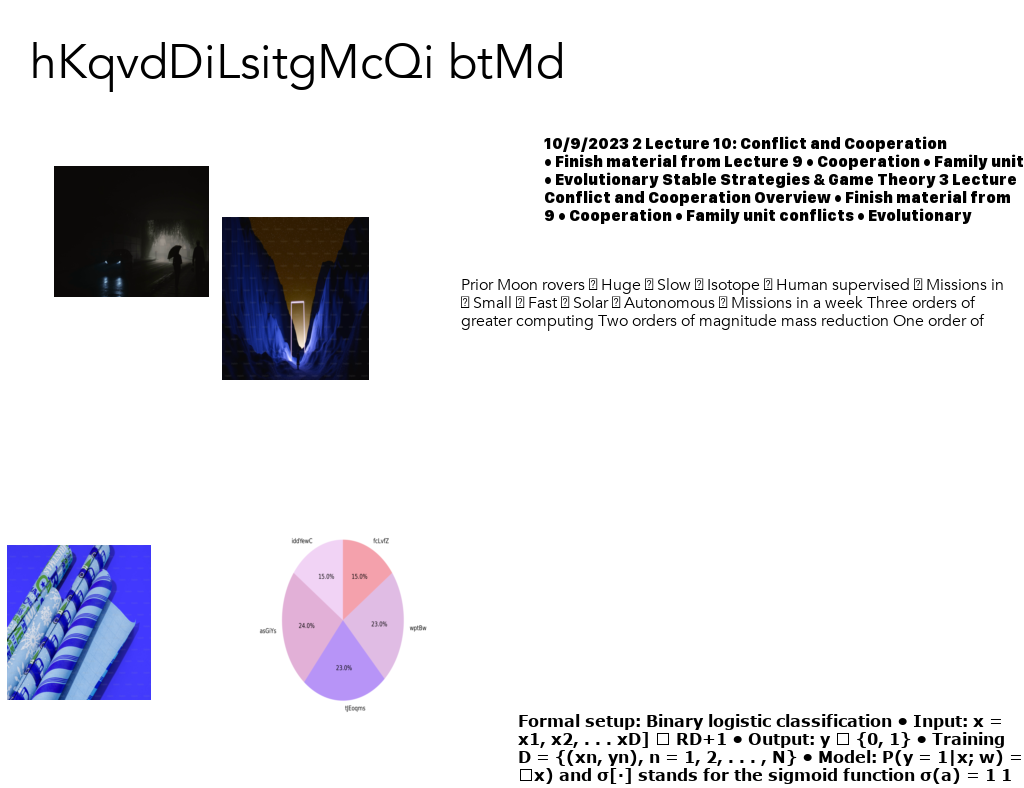 hKqvdDiLsitgMcQi btMd
10/9/2023 2 Lecture 10: Conflict and Cooperation
• Finish material from Lecture 9 • Cooperation • Family unit
• Evolutionary Stable Strategies & Game Theory 3 Lecture
Conflict and Cooperation Overview • Finish material from
9 • Cooperation • Family unit conflicts • Evolutionary
Prior Moon rovers Huge Slow Isotope Human supervised Missions in
Small Fast Solar Autonomous Missions in a week Three orders of
greater computing Two orders of magnitude mass reduction One order of
iddYewC
fcLvfZ
15.0%
15.0%
asGiYs
24.0%
23.0%
wptBw
23.0%
tJEoqms
Formal setup: Binary logistic classification • Input: x =
x1, x2, . . . xD] □ RD+1 • Output: y □ {0, 1} • Training
D = {(xn, yn), n = 1, 2, . . . , N} • Model: P(y = 1|x; w) =
□x) and σ[·] stands for the sigmoid function σ(a) = 1 1